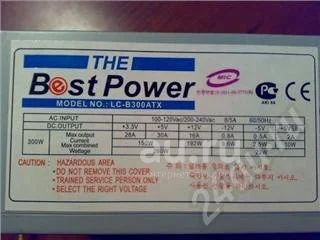 THE
Best Power
MIC
MODEL NO.: LC-B300ATX
AC INPUT 100-120Vac/200-240Vac 8/5A 60/50Hz
DC.OUTPUT +3.3V +5V +12V -12V -5V +5VSB
300W
Max output 28A 30A 16A 0.8A 0.5A 2A
Max combined 150W 192W 9.6W 2.5W 10W
Wattage
CAUTION: HAZARDOUS AREA
• DO NOT REMOVE THIS COVER
• TRAINED SERVICE PERSONNEL ONLY
• SELECT THE RIGHT VOLTAGE